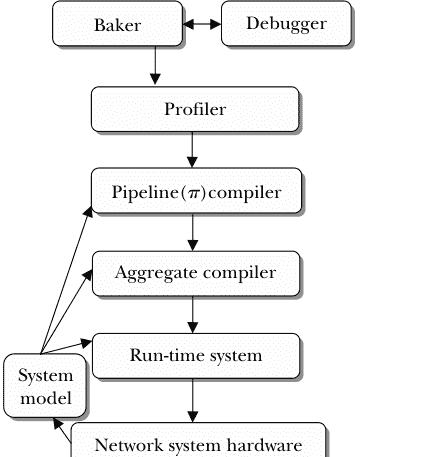 Baker
Debugger
Profiler
Pipeline(π)compiler
Aggregate compiler
Run-time system
System
model
Network system hardware